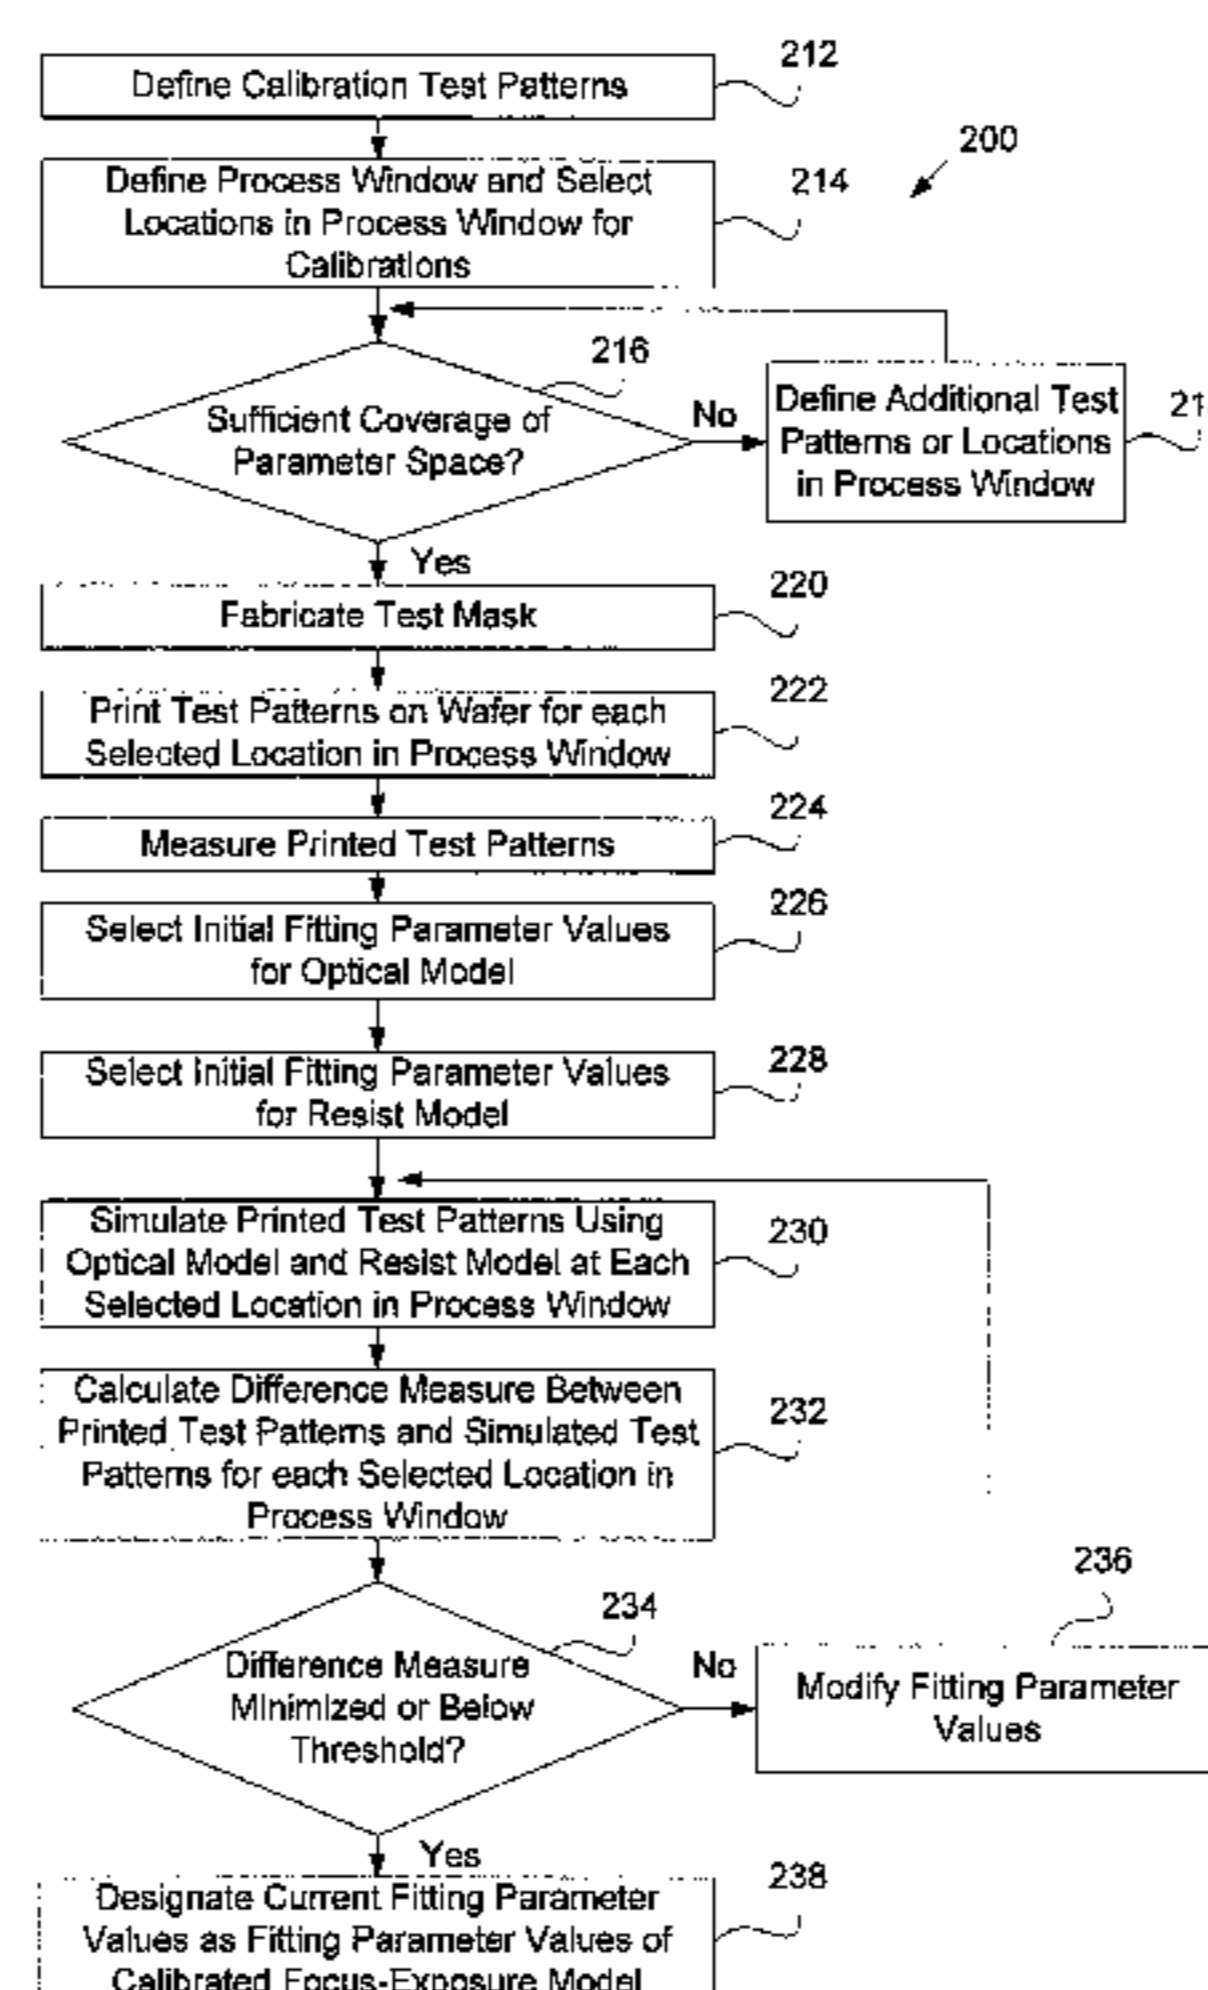 212
Define Calibration Test Patterns
200
214
Define Process Window and Select
Locations in Process Window for
Calibrations
216
Sufficient Coverage of
Parameter Space?
No
Define Additional Test
Patterns or Locations
in Process Window
Yes
220
Fabricate Test Mask
222
Print Test Patterns on Wafer for each
Selected Location in Process Window
224
Measure Printed Test Patterns
226
Select Initial Fitting Parameter Values
for Optical Model
228
Select Initial Fitting Parameter Values
for Resist Model
230
Simulate Printed Test Patterns Using
Optical Model and Resist Model at Each
Selected Location in Process Window
232
Calculate Difference Measure Between
Printed Test Patterns and Simulated Test
Patterns for each Selected Location in
Process Window
234
Difference Measure
Minimized or Below
Threshold?
No
236
Modify Fitting Parameter
Values
Yes
238
Designate Current Fitting Parameter
Values as Fitting Parameter Values of
Calibrated Focus-Exposure Model